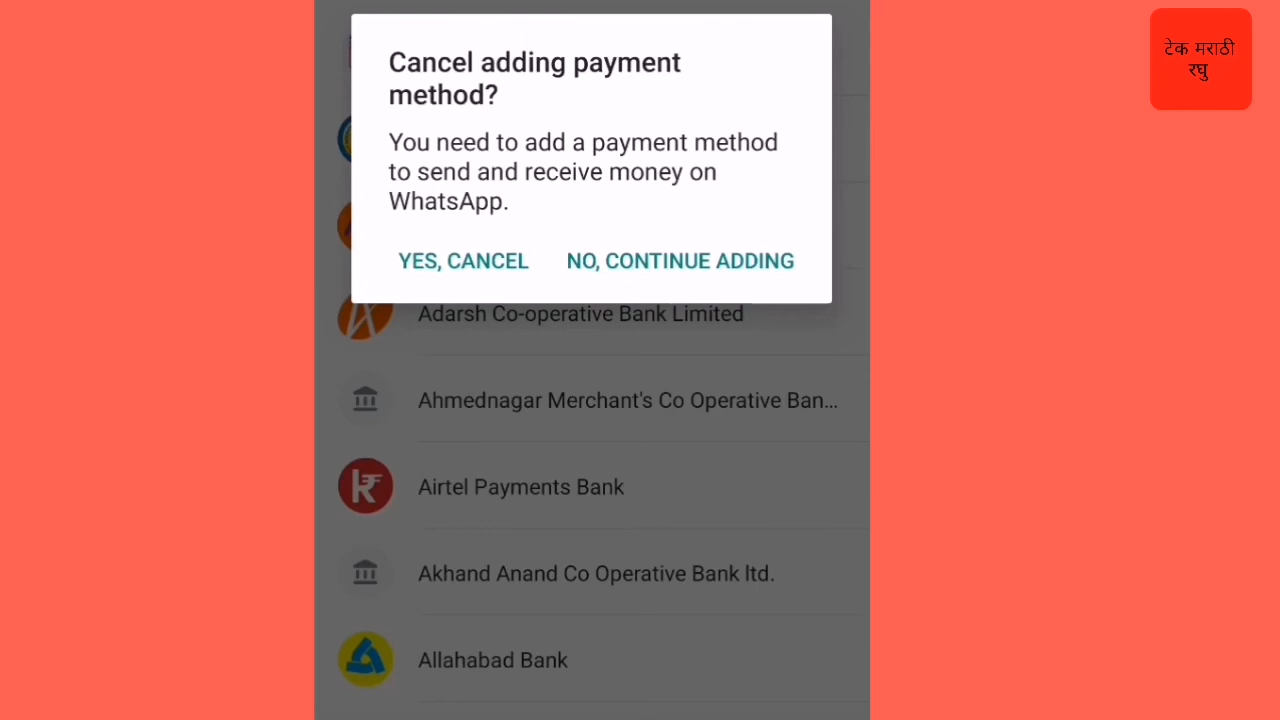 Cancel adding payment
method?
You need to add a payment method
to send and receive money on
WhatsApp.
YES, CANCEL
NO, CONTINUE ADDING
Adarsh Co-operative Bank Limited
Ahmednagar Merchant's Co Operative Ban...
Airtel Payments Bank
Akhand Anand Co Operative Bank ltd.
Allahabad Bank
टेक मराठी
रघु